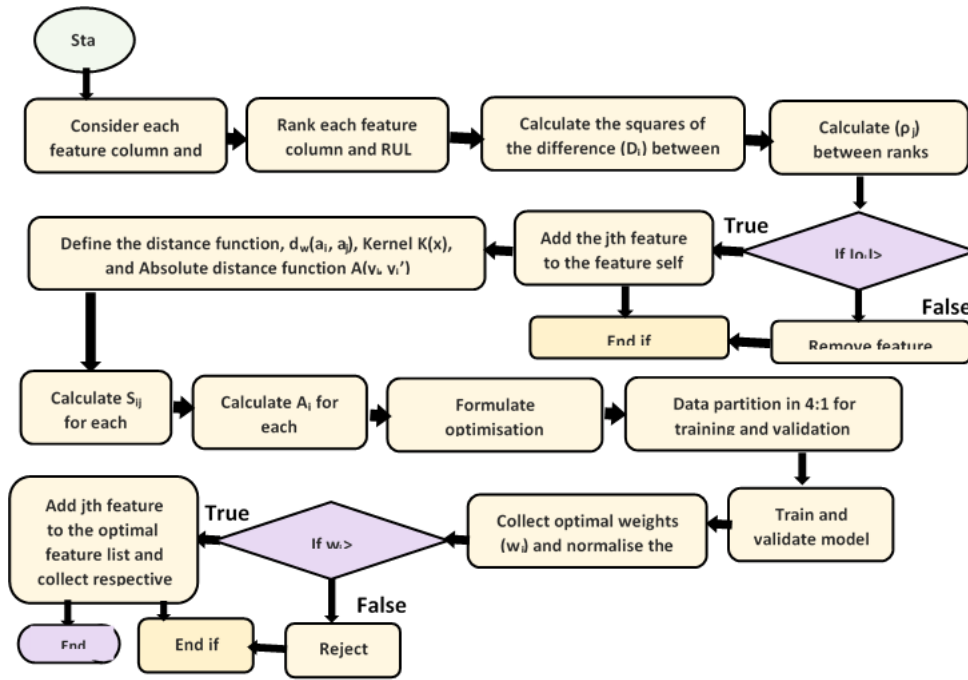 Sta
Consider each
feature column and
Rank each feature
column and RUL
Calculate the squares of
the difference (Dᵢ) between
Calculate (ρⱼ)
between ranks
Define the distance function, d_w(aᵢ, aⱼ), Kernel K(x),
and Absolute distance function A(vᵢ, vᵢ’)
Add the jth feature
to the feature self
True
If
False
End if
Remove feature
Calculate Sᵢⱼ
for each
Calculate Aᵢ for
each
Formulate
optimisation
Data partition in 4:1 for
training and validation
Add jth feature
to the optimal
feature list and
collect respective
True
If wⱼ>
Collect optimal weights
(wⱼ) and normalise the
Train and
validate model
False
End
End if
Reject